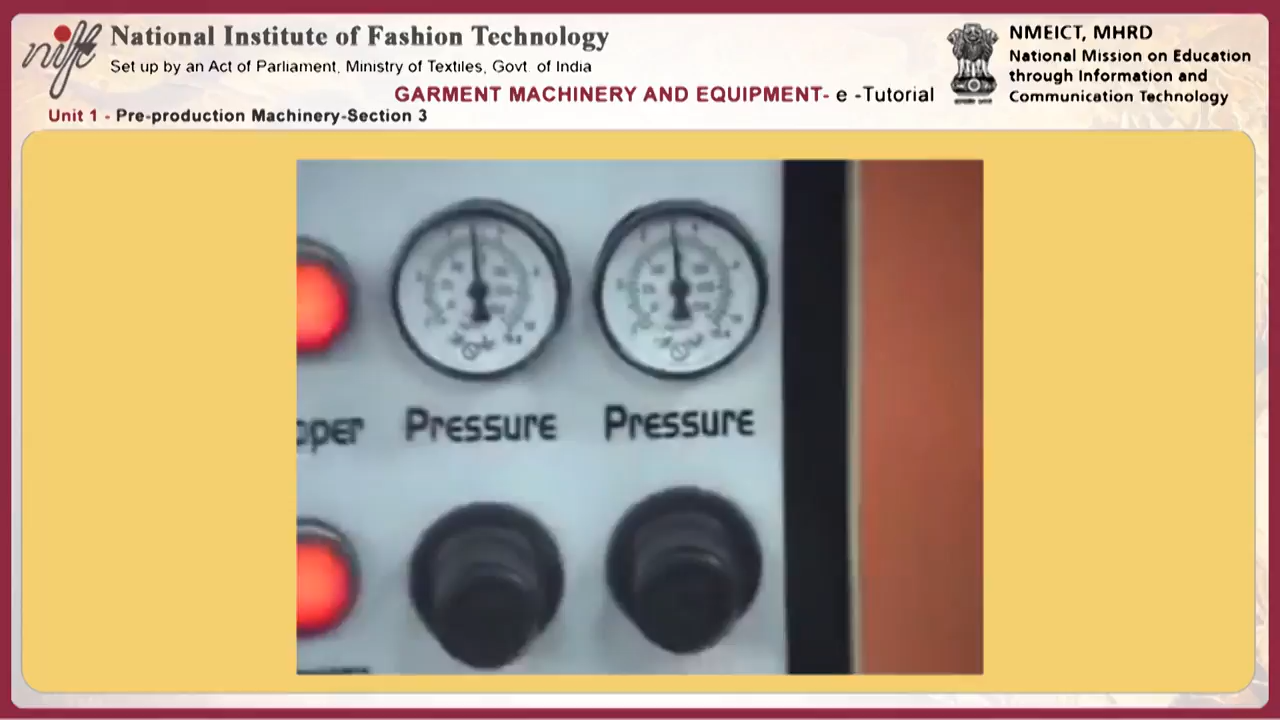 nift
National Institute of Fashion Technology
Set up by an Act of Parliament, Ministry of Textiles, Govt. of India
GARMENT MACHINERY AND EQUIPMENT- e -Tutorial
Unit 1 - Pre-production Machinery-Section 3
NMEICT, MHRD
National Mission on Education
through Information and
Communication Technology
Pressure
Pressure